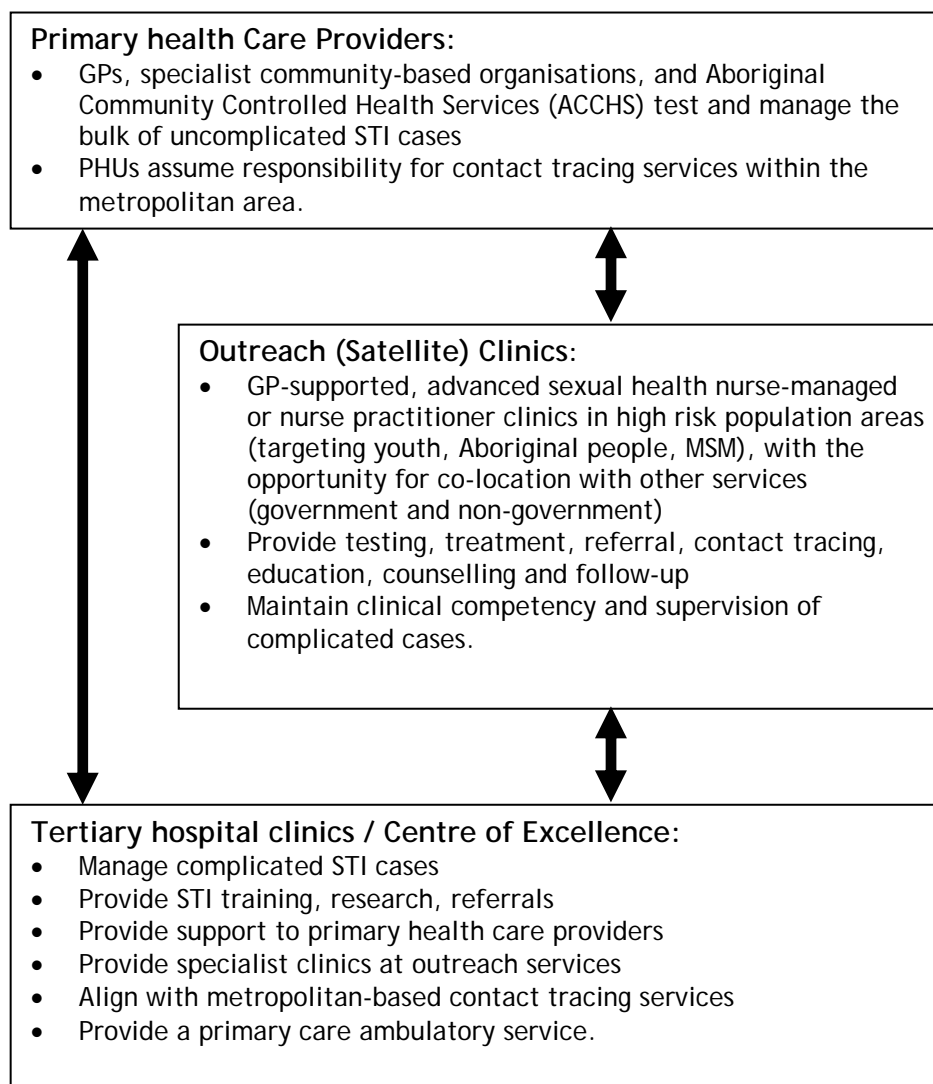 Primary health Care Providers:
• GPs, specialist community-based organisations, and Aboriginal
Community Controlled Health Services (ACCHS) test and manage the
bulk of uncomplicated STI cases
• PHUs assume responsibility for contact tracing services within the
metropolitan area.
Outreach (Satellite) Clinics:
• GP-supported, advanced sexual health nurse-managed
or nurse practitioner clinics in high risk population areas
(targeting youth, Aboriginal people, MSM), with the
opportunity for co-location with other services
(government and non-government)
• Provide testing, treatment, referral, contact tracing,
education, counselling and follow-up
• Maintain clinical competency and supervision of
complicated cases.
Tertiary hospital clinics / Centre of Excellence:
• Manage complicated STI cases
• Provide STI training, research, referrals
• Provide support to primary health care providers
• Provide specialist clinics at outreach services
• Align with metropolitan-based contact tracing services
• Provide a primary care ambulatory service.